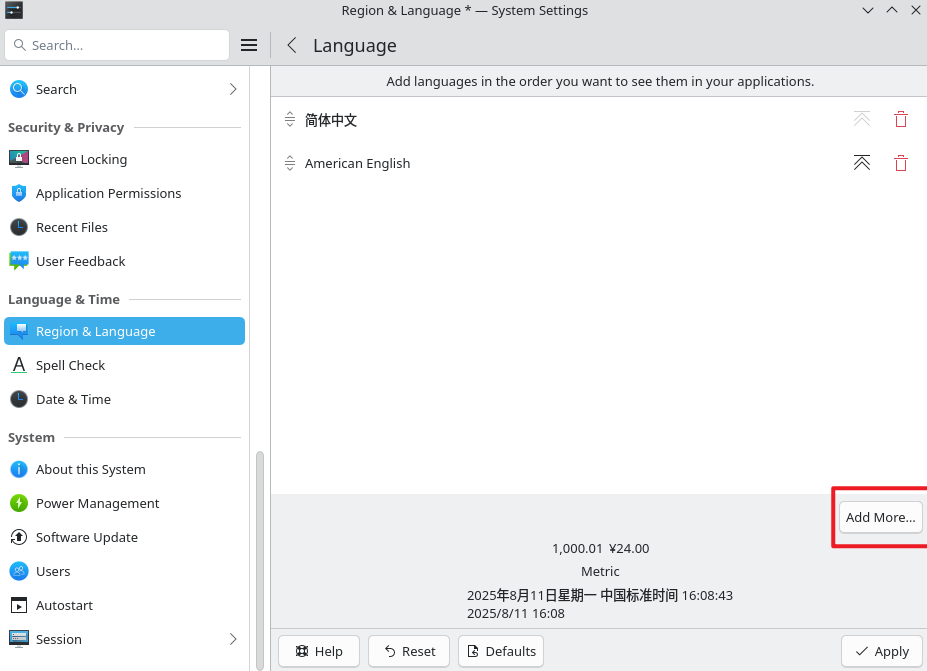 Region & Language * — System Settings
Search...
Language
Add languages in the order you want to see them in your applications.
Search
Security & Privacy
Screen Locking
Application Permissions
Recent Files
User Feedback
Language & Time
Region & Language
Spell Check
Date & Time
System
About this System
Power Management
Software Update
Users
Autostart
Session
简体中文
American English
Add More...
1,000.01 ¥24.00
Metric
2025年8月11日星期一 中国标准时间 16:08:43
2025/8/11 16:08
Help
Reset
Defaults
Apply